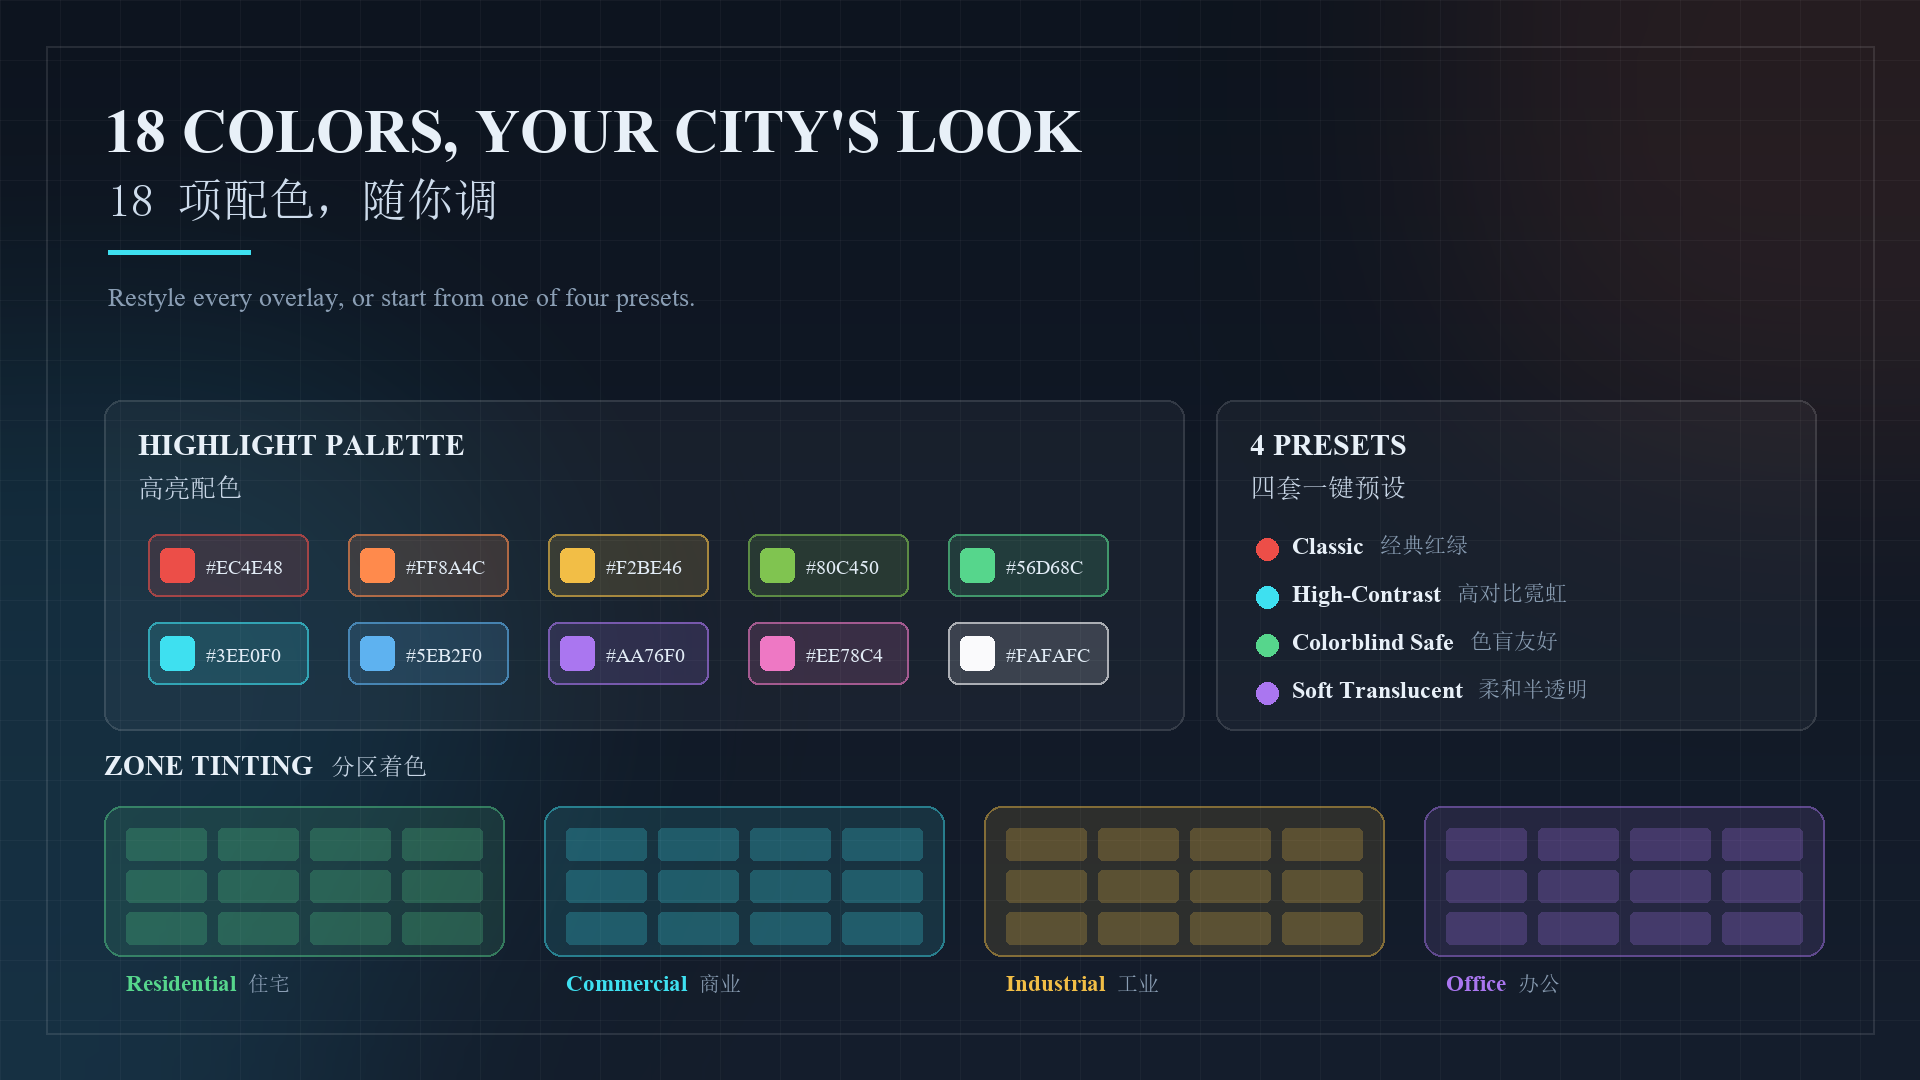 18 COLORS, YOUR CITY'S LOOK
18 项配色，随你调
Restyle every overlay, or start from one of four presets.
HIGHLIGHT PALETTE
高亮配色
#EC4E48
#FF8A4C
#F2BE46
#80C450
#56D68C
#3EE0F0
#5EB2F0
#AA76F0
#EE78C4
#FAFAFC
4 PRESETS
四套一键预设
Classic 经典红绿
High-Contrast 高对比霓虹
Colorblind Safe 色盲友好
Soft Translucent 柔和半透明
ZONE TINTING 分区着色
Residential 住宅
Commercial 商业
Industrial 工业
Office 办公